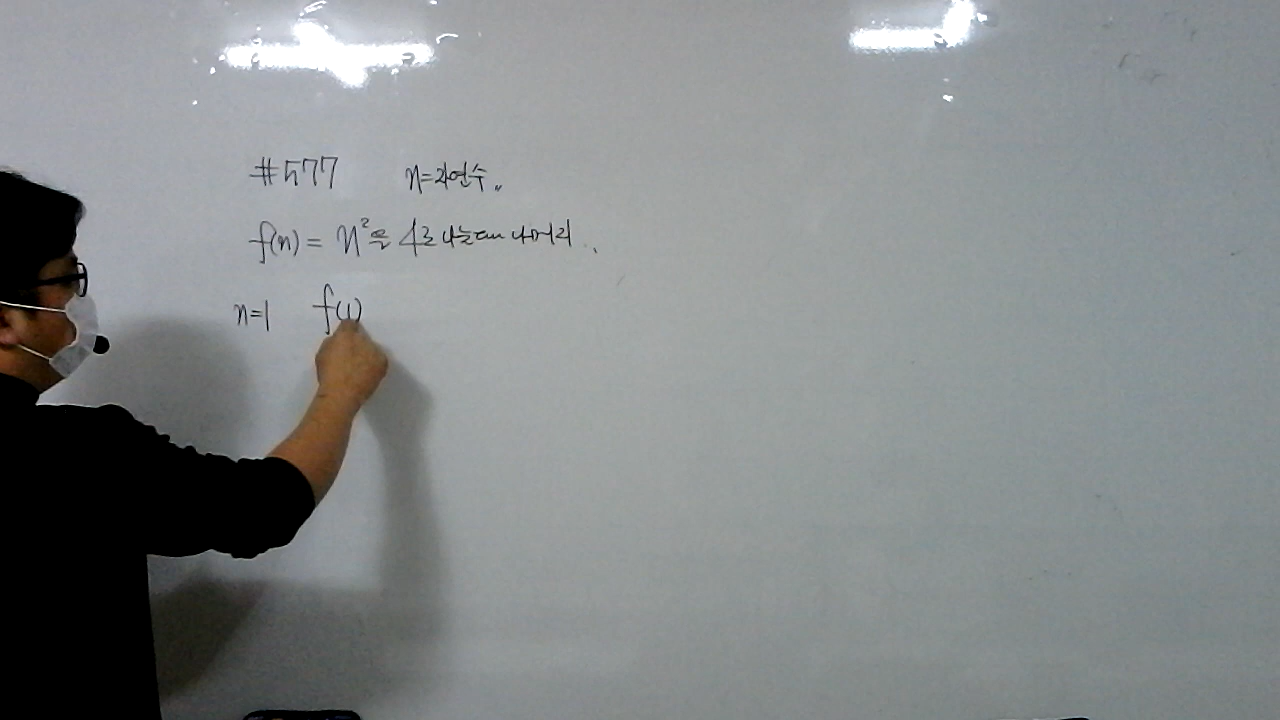 #577 n=자연수.
f(n) = n²을 4로 나눌때 나머지..
n=1 f(1)